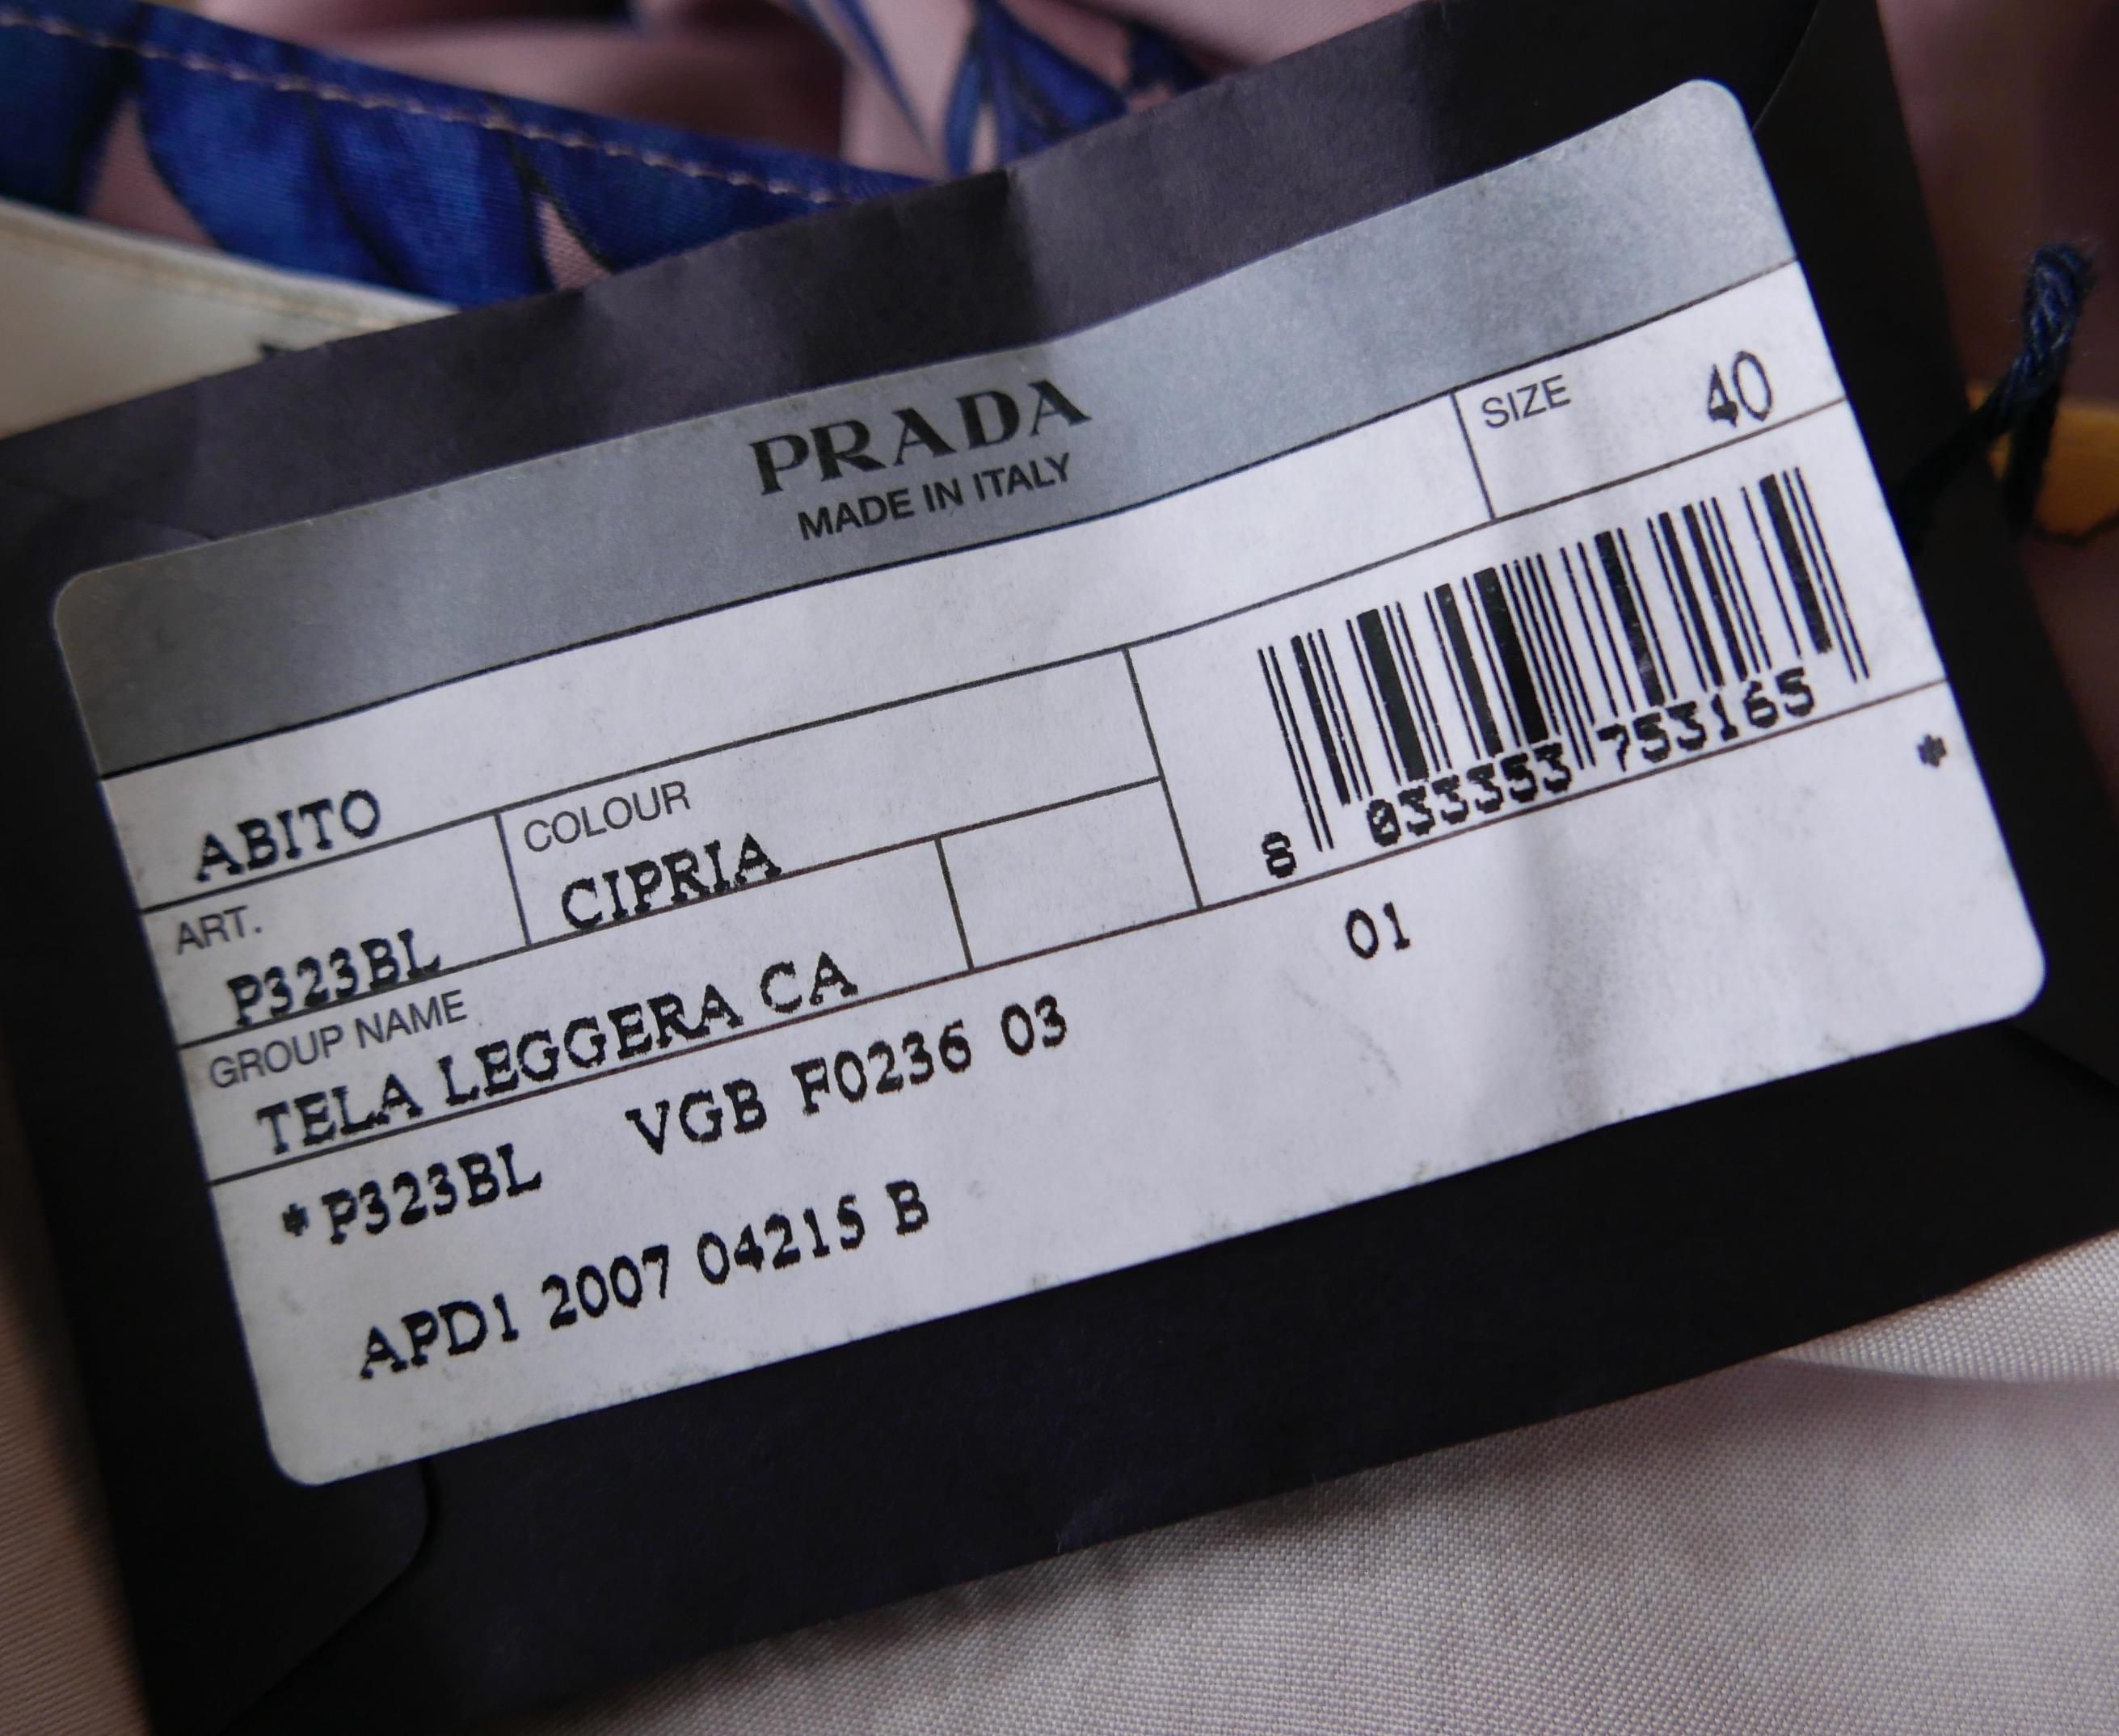 PRADA
MADE IN ITALY
SIZE 40
ABITO
ART. COLOUR
P323BL CIPRIA
GROUP NAME
TELA LEGGERA CA
8 033353 753165
*P323BL VGB F0236 03 01 *
APD1 2007 04215 B